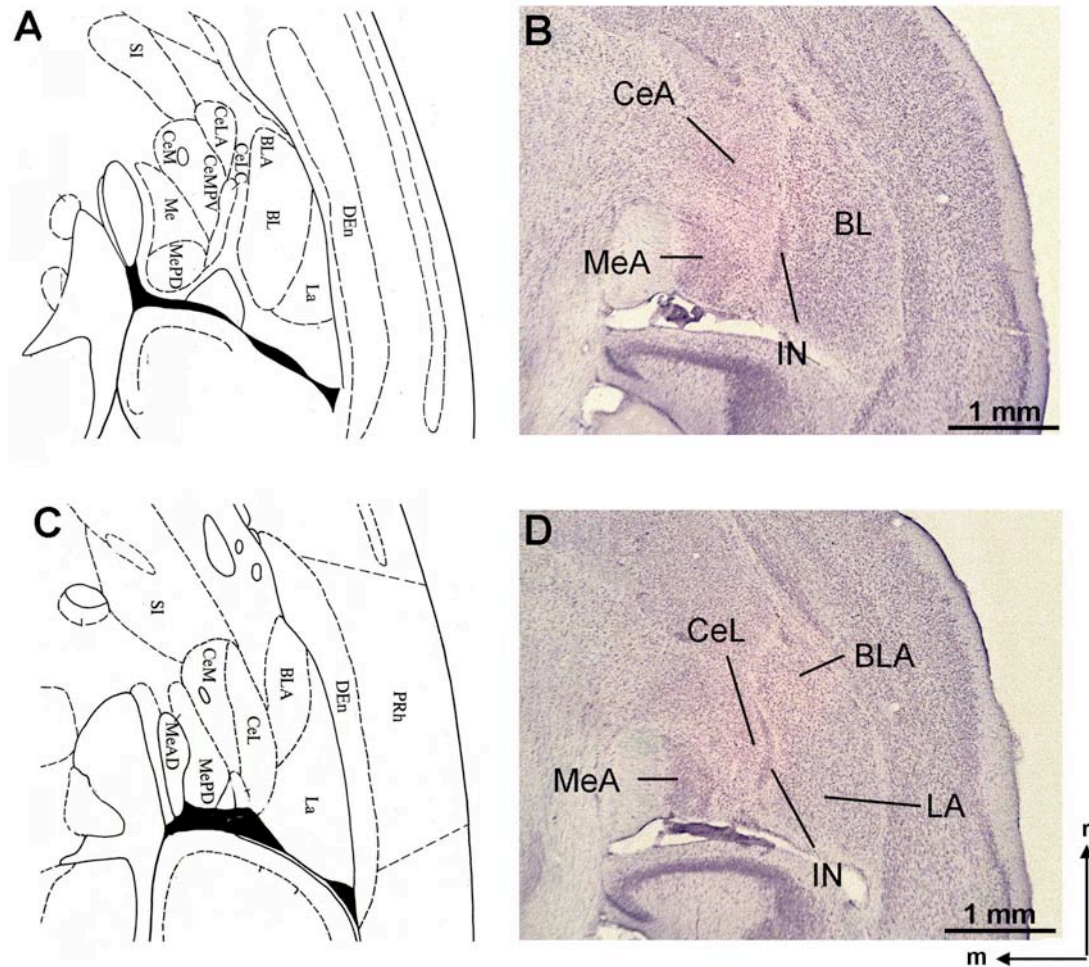 A
SI
CeLA
CeM
CeMPV
CeLC
BLA
BL
Me
MePD
La
DEn
B
CeA
MeA
BL
IN
1 mm
C
SI
CeM
CeL
BLA
MeAD
MePD
La
DEn
PRh
D
CeL
BLA
MeA
LA
IN
1 mm
r
m